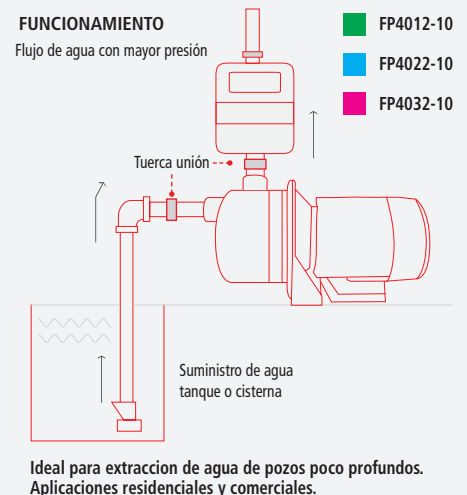 FUNCIONAMIENTO
Flujo de agua con mayor presión
FP4012-10
FP4022-10
FP4032-10
Tuerca unión
Suministro de agua
tanque o cisterna
Ideal para extraccion de agua de pozos poco profundos.
Aplicaciones residenciales y comerciales.